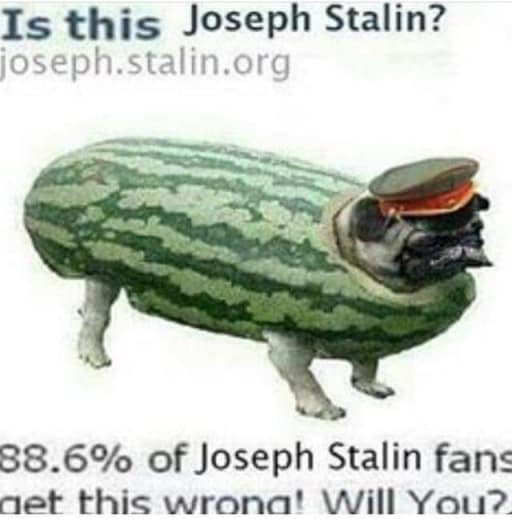 Is this Joseph Stalin?
joseph.stalin.org
88.6% of Joseph Stalin fans
get this wrong! Will You?